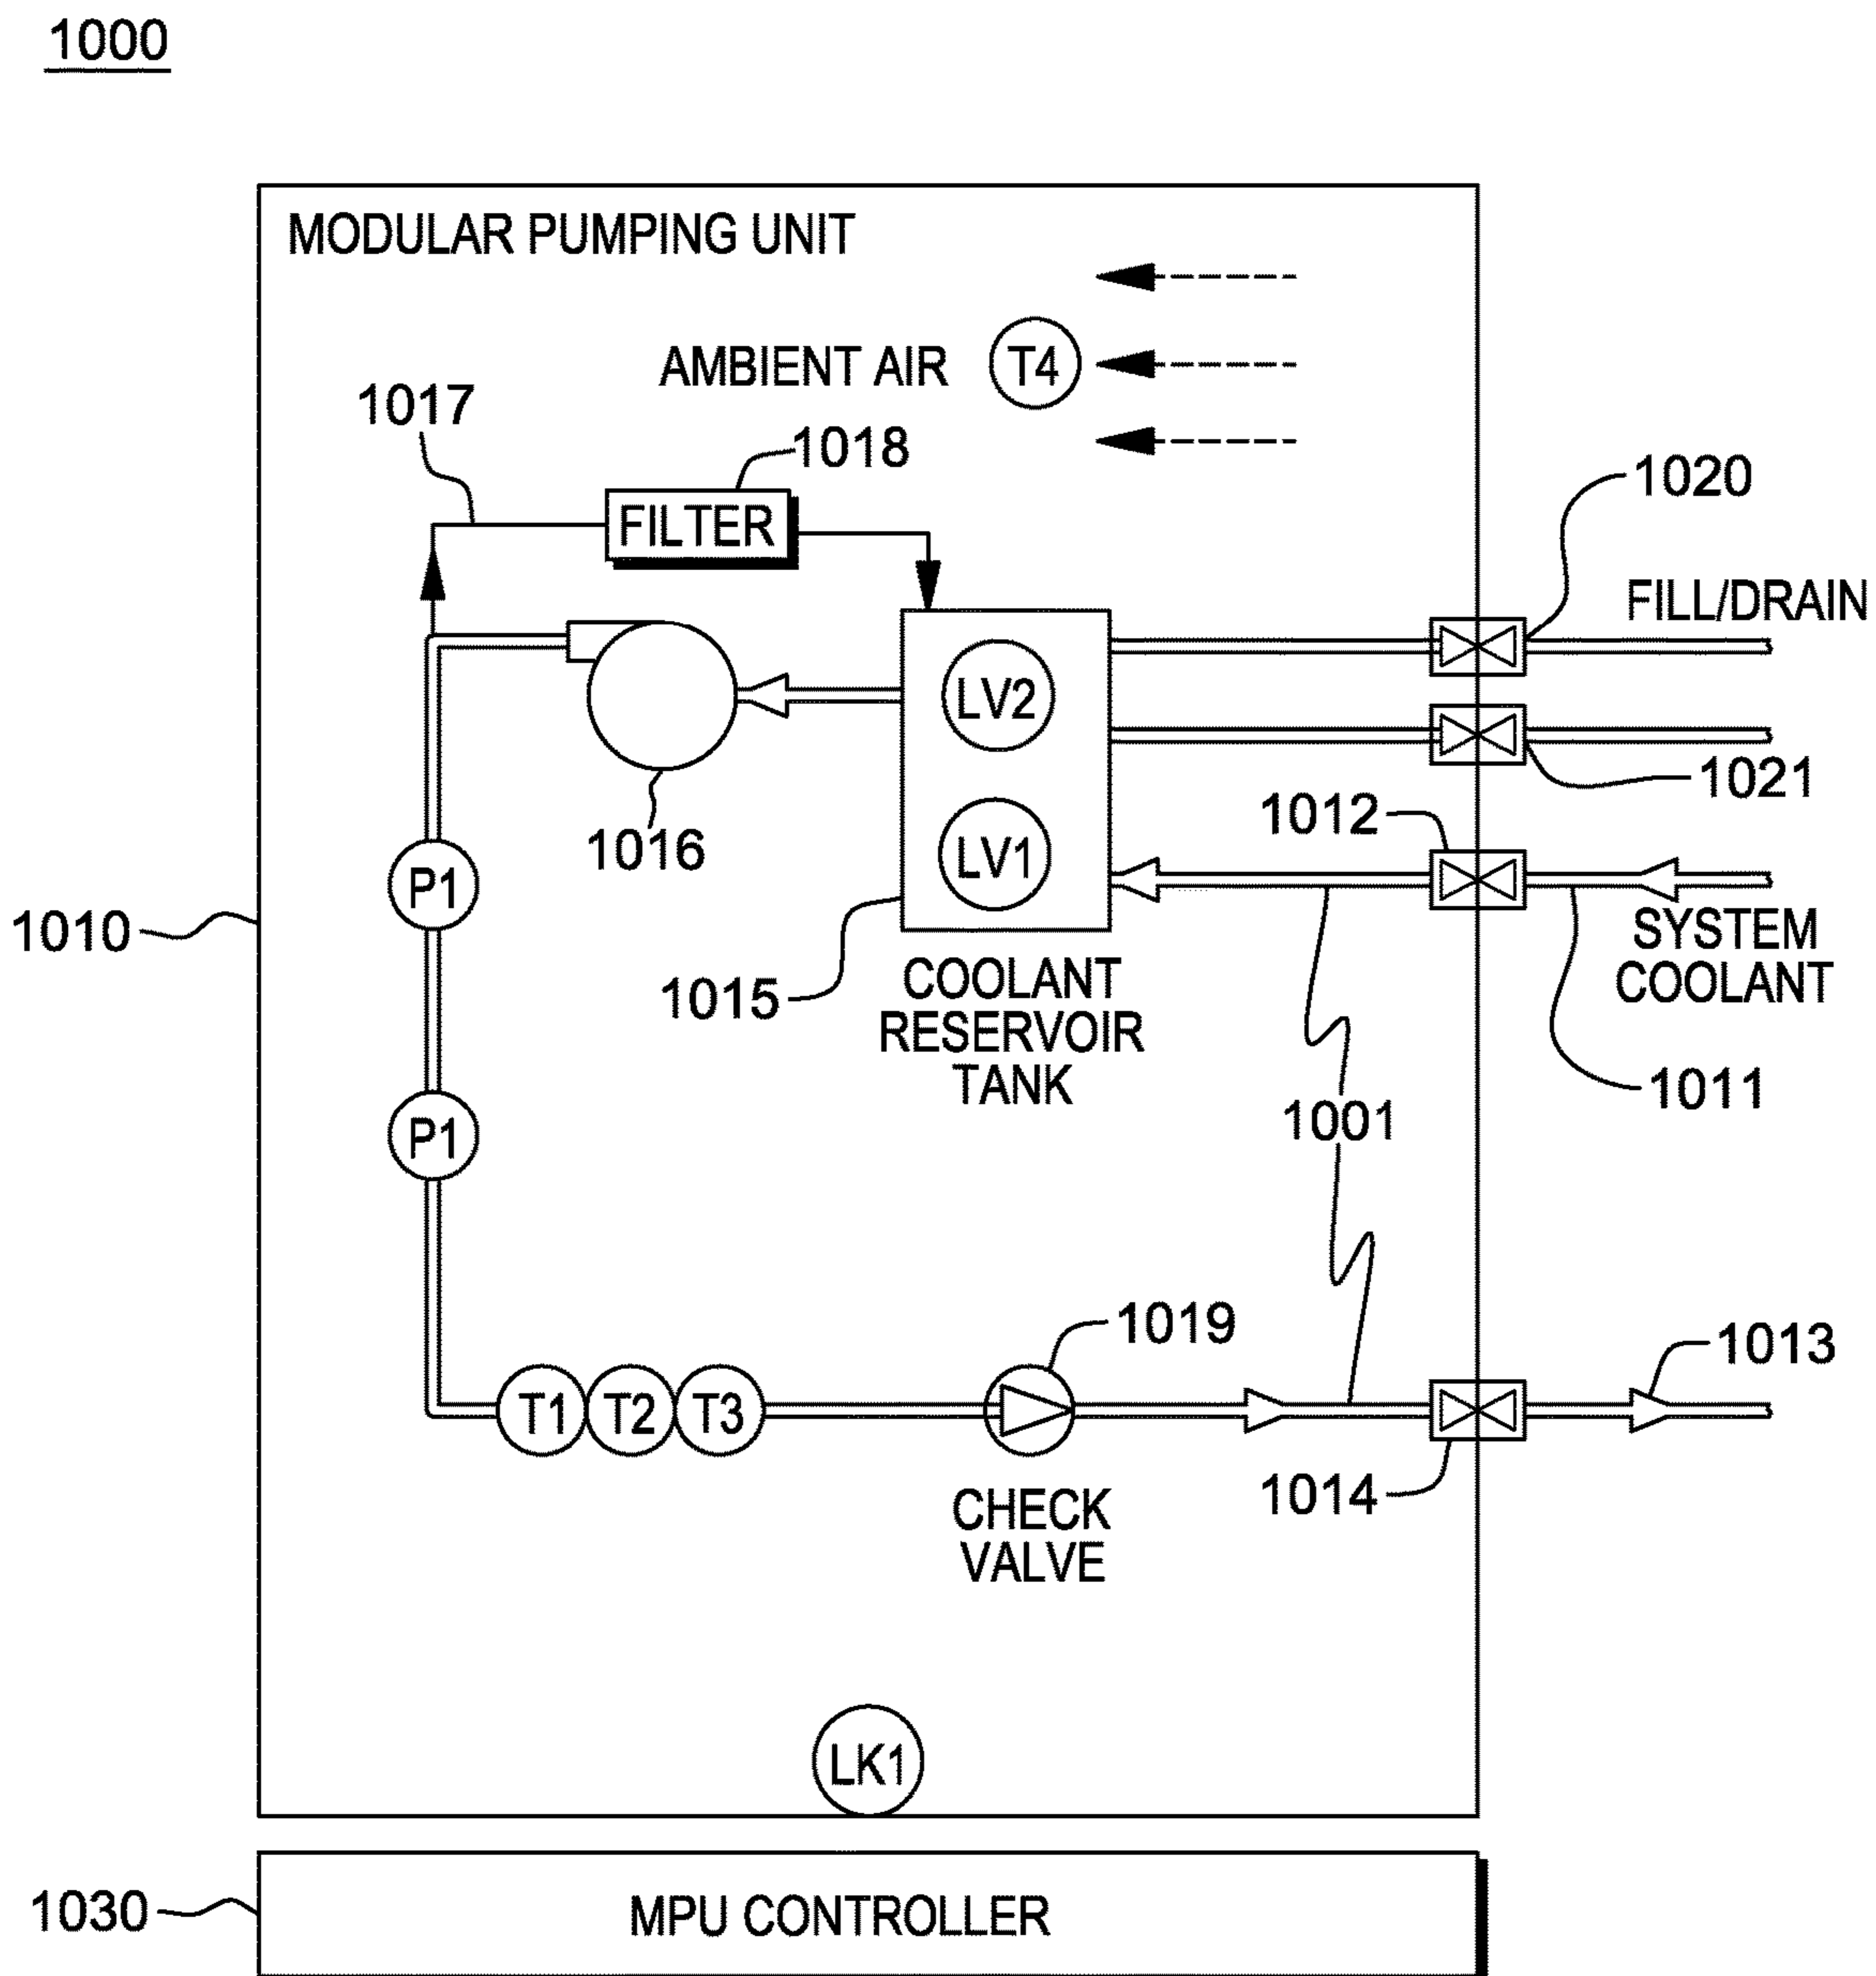 1000
MODULAR PUMPING UNIT
AMBIENT AIR
T4
1017
1018
FILTER
1020
FILL/DRAIN
LV2
1021
1016
1012
LV1
P1
1010
SYSTEM
COOLANT
1015
COOLANT
RESERVOIR
TANK
1011
1001
P1
1019
1013
T1
T2
T3
1014
CHECK
VALVE
LK1
1030
MPU CONTROLLER